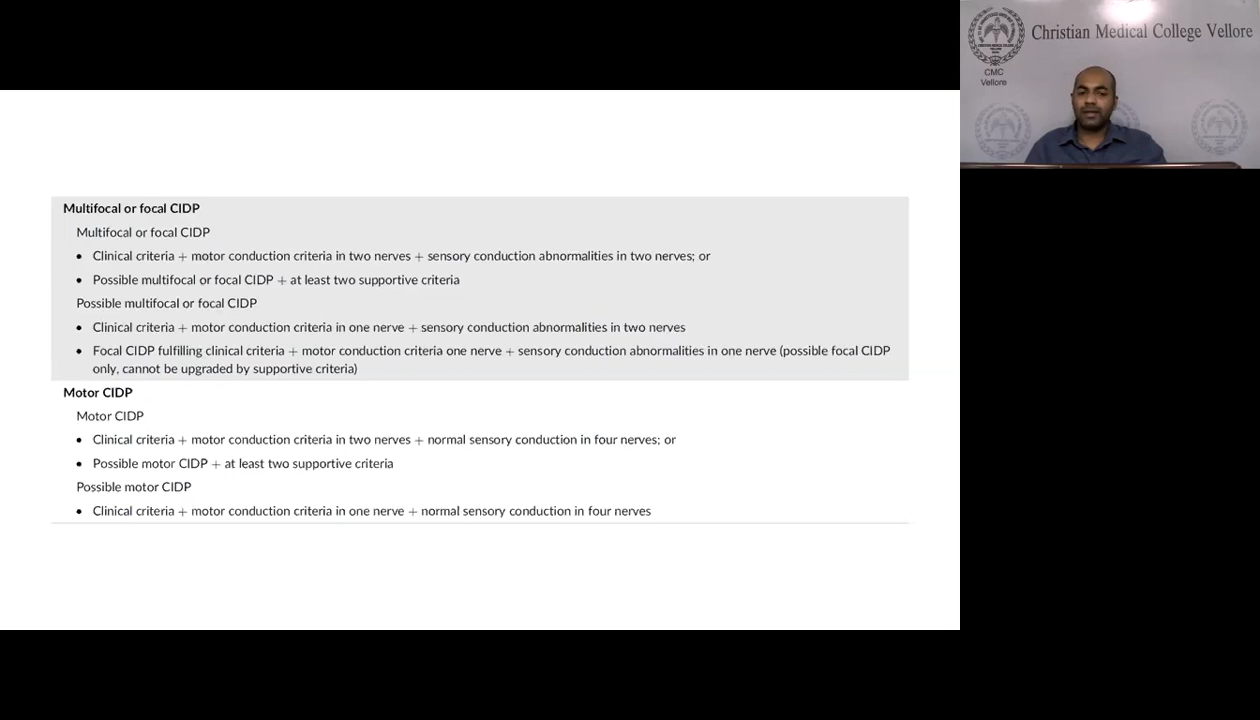 Multifocal or focal CIDP
Multifocal or focal CIDP
• Clinical criteria + motor conduction criteria in two nerves + sensory conduction abnormalities in two nerves; or
• Possible multifocal or focal CIDP + at least two supportive criteria
Possible multifocal or focal CIDP
• Clinical criteria + motor conduction criteria in one nerve + sensory conduction abnormalities in two nerves
• Focal CIDP fulfilling clinical criteria + motor conduction criteria one nerve + sensory conduction abnormalities in one nerve (possible focal CIDP
only, cannot be upgraded by supportive criteria)
Motor CIDP
Motor CIDP
• Clinical criteria + motor conduction criteria in two nerves + normal sensory conduction in four nerves; or
• Possible motor CIDP + at least two supportive criteria
Possible motor CIDP
• Clinical criteria + motor conduction criteria in one nerve + normal sensory conduction in four nerves
Christian Medical College Vellore
CMC
Vellore